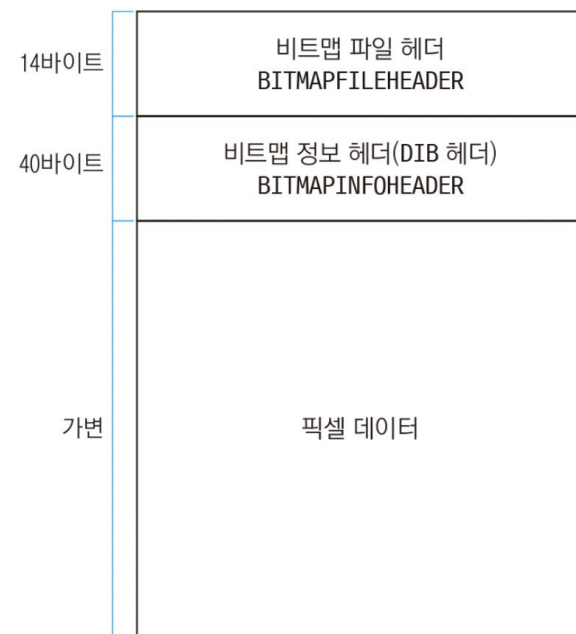 14바이트
비트맵 파일 헤더
BITMAPFILEHEADER
40바이트
비트맵 정보 헤더(DIB 헤더)
BITMAPINFOHEADER
가변
픽셀 데이터